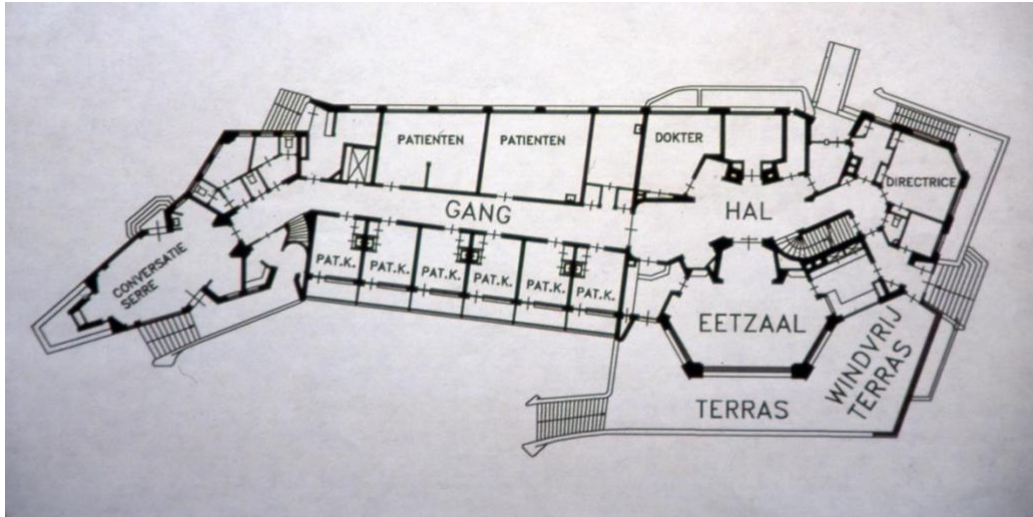 PATIENTEN
PATIENTEN
DOKTER
DIRECTRICE
GANG
HAL
CONVERSATIE
SERRE
PAT.K.
PAT.K.
PAT.K.
PAT.K.
PAT.K.
PAT.K.
EETZAAL
WINDVRIJ
TERRAS
TERRAS